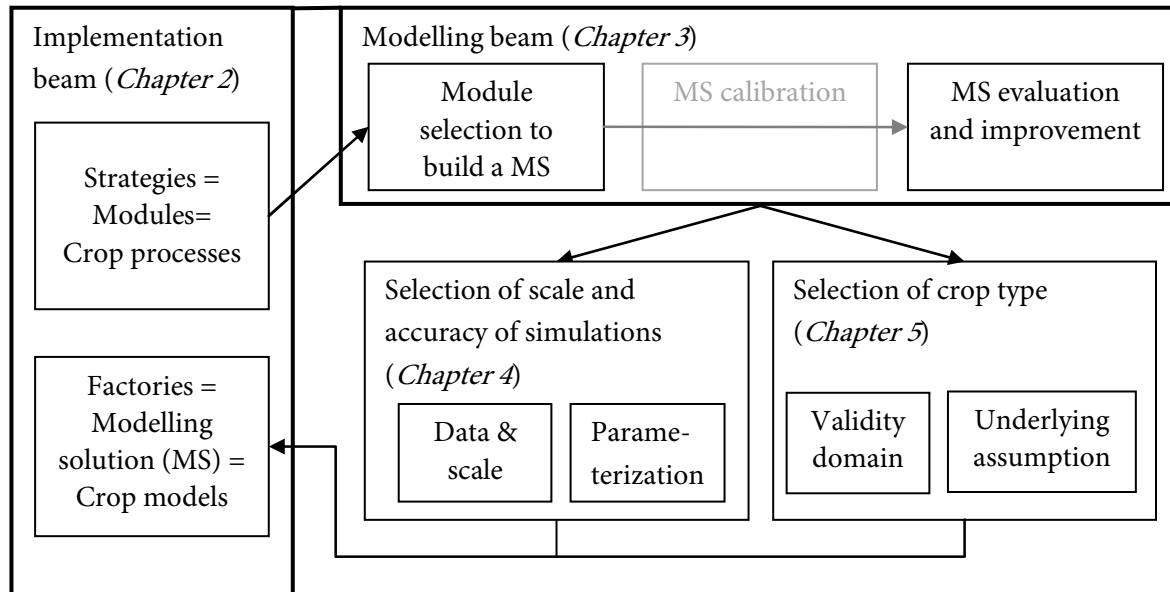 Implementation
beam (Chapter 2)
Strategies =
Modules=
Crop processes
Factories =
Modelling
solution (MS) =
Crop models
Modelling beam (Chapter 3)
Module
selection to
build a MS
MS calibration
MS evaluation
and improvement
Selection of scale and
accuracy of simulations
(Chapter 4)
Data &
scale
Parame-
terization
Selection of crop type
(Chapter 5)
Validity
domain
Underlying
assumption